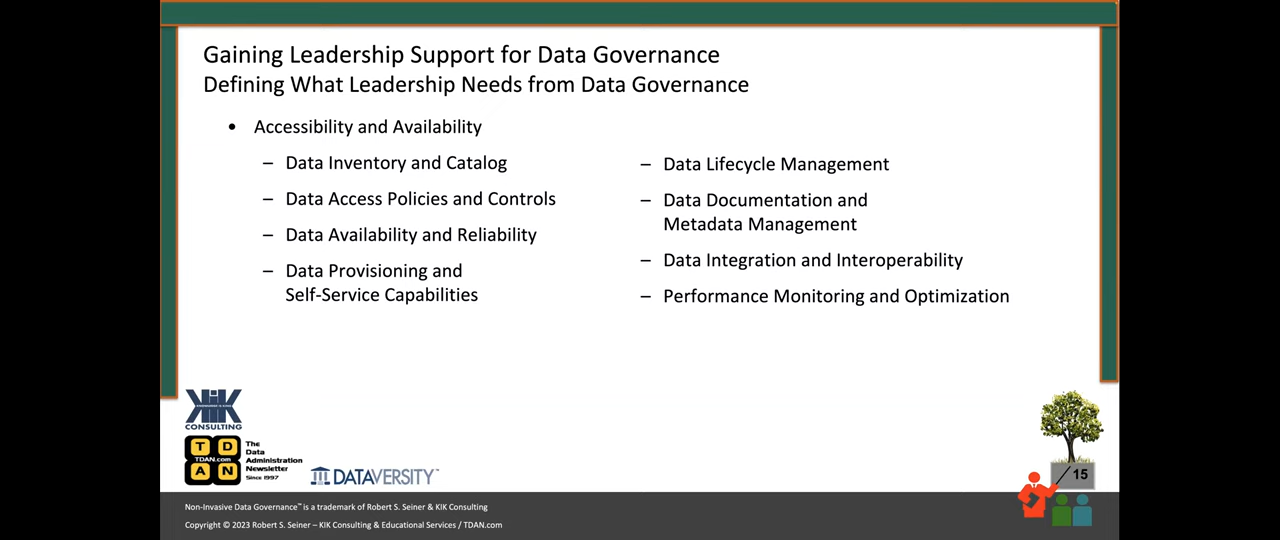 Gaining Leadership Support for Data Governance
Defining What Leadership Needs from Data Governance
• Accessibility and Availability
– Data Inventory and Catalog
– Data Access Policies and Controls
– Data Availability and Reliability
– Data Provisioning and
Self-Service Capabilities
– Data Lifecycle Management
– Data Documentation and
Metadata Management
– Data Integration and Interoperability
– Performance Monitoring and Optimization
KIK
CONSULTING
T D
TDAN.com
A N
The
Data
Administration
Newsletter
Since 1997
DATAVERSITY™
15
Non-Invasive Data Governance™ is a trademark of Robert S. Seiner & KIK Consulting
Copyright © 2023 Robert S. Seiner – KIK Consulting & Educational Services / TDAN.com